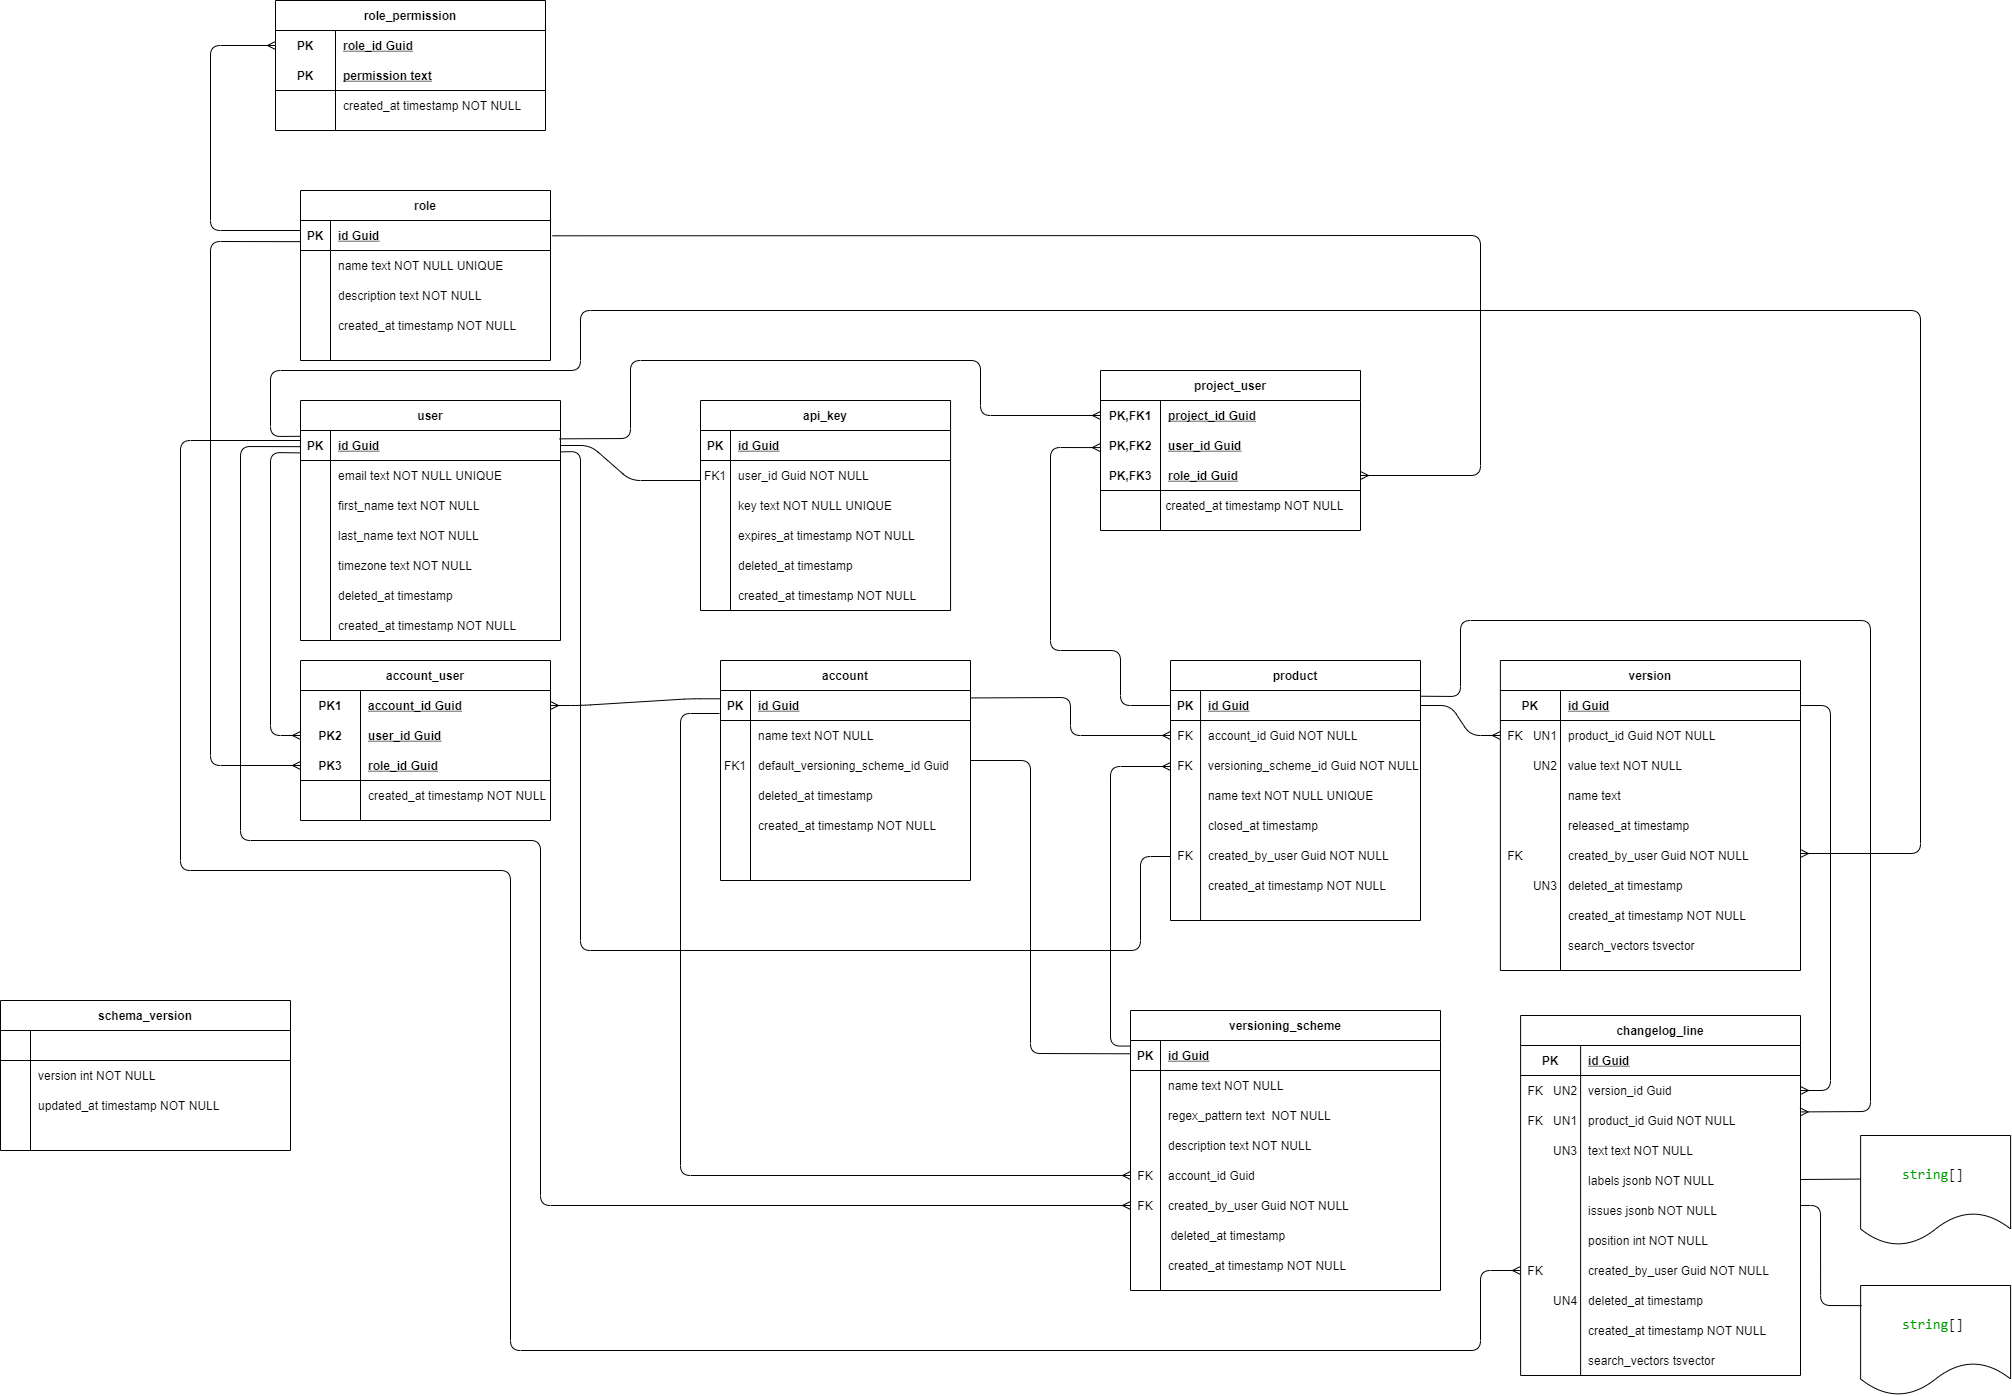 role_permission
PK role_id Guid
PK permission text
created_at timestamp NOT NULL
role
PK id Guid
name text NOT NULL UNIQUE
description text NOT NULL
created_at timestamp NOT NULL
user
PK id Guid
email text NOT NULL UNIQUE
first_name text NOT NULL
last_name text NOT NULL
timezone text NOT NULL
deleted_at timestamp
created_at timestamp NOT NULL
api_key
PK id Guid
FK1 user_id Guid NOT NULL
key text NOT NULL UNIQUE
expires_at timestamp NOT NULL
deleted_at timestamp
created_at timestamp NOT NULL
project_user
PK,FK1 project_id Guid
PK,FK2 user_id Guid
PK,FK3 role_id Guid
created_at timestamp NOT NULL
account_user
PK1 account_id Guid
PK2 user_id Guid
PK3 role_id Guid
created_at timestamp NOT NULL
account
PK id Guid
name text NOT NULL
FK1 default_versioning_scheme_id Guid
deleted_at timestamp
created_at timestamp NOT NULL
product
PK id Guid
FK account_id Guid NOT NULL
FK versioning_scheme_id Guid NOT NULL
name text NOT NULL UNIQUE
closed_at timestamp
FK created_by_user Guid NOT NULL
created_at timestamp NOT NULL
version
PK id Guid
FK UN1 product_id Guid NOT NULL
UN2 value text NOT NULL
name text
released_at timestamp
FK created_by_user Guid NOT NULL
UN3 deleted_at timestamp
created_at timestamp NOT NULL
search_vectors tsvector
schema_version
version int NOT NULL
updated_at timestamp NOT NULL
versioning_scheme
PK id Guid
name text NOT NULL
regex_pattern text NOT NULL
description text NOT NULL
FK account_id Guid
FK created_by_user Guid NOT NULL
deleted_at timestamp
created_at timestamp NOT NULL
changelog_line
PK id Guid
FK UN2 version_id Guid
FK UN1 product_id Guid NOT NULL
UN3 text text NOT NULL
labels jsonb NOT NULL
issues jsonb NOT NULL
position int NOT NULL
FK created_by_user Guid NOT NULL
UN4 deleted_at timestamp
created_at timestamp NOT NULL
search_vectors tsvector
string[]
string[]